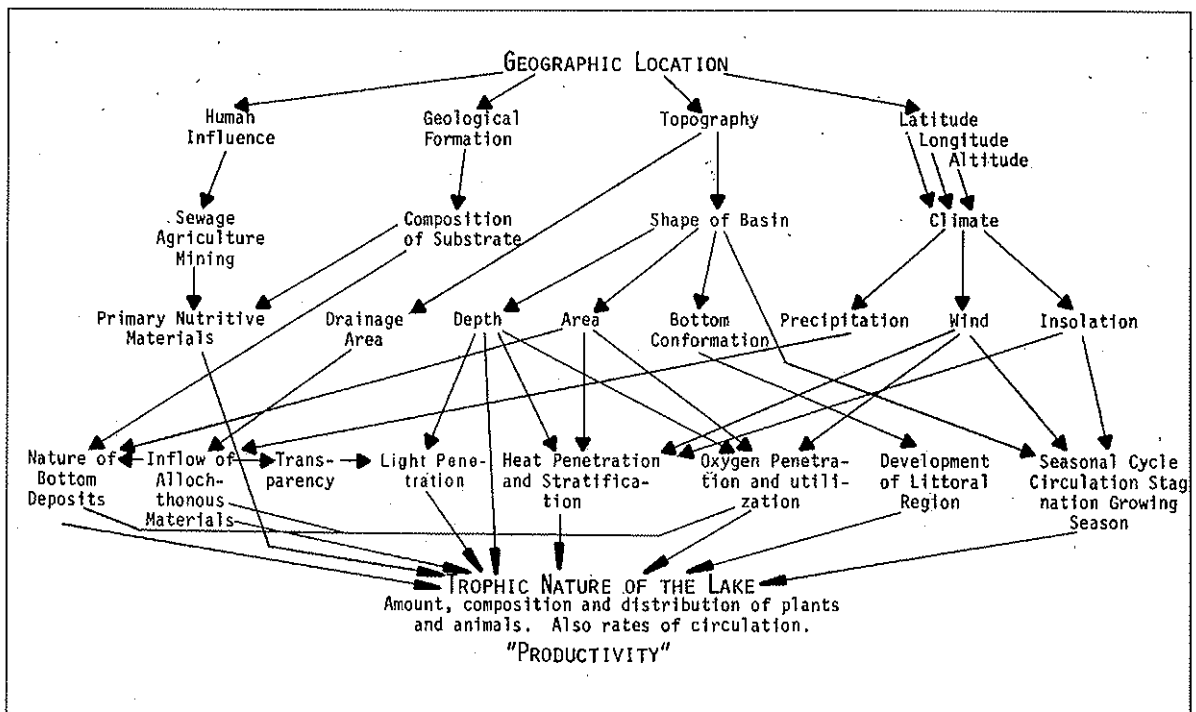 GEOGRAPHIC LOCATION
Human
Influence
Geological
Formation
Topography
Latitude
Longitude
Altitude
Sewage
Agriculture
Mining
Composition
of Substrate
Shape of Basin
Climate
Primary Nutritive
Materials
Drainage
Area
Depth
Area
Bottom
Conformation
Precipitation
Wind
Insolation
Nature of
Bottom
Deposits
Inflow of
Alloch-
thonous
Materials
Trans-
parency
Light Pene-
tration
Heat Penetration
and Stratifica-
tion
Oxygen Penetra-
tion and utili-
zation
Development
of Littoral
Region
Seasonal Cycle
Circulation Stag
nation Growing
Season
TROPHIC NATURE OF THE LAKE
Amount, composition and distribution of plants
and animals. Also rates of circulation.
"PRODUCTIVITY"